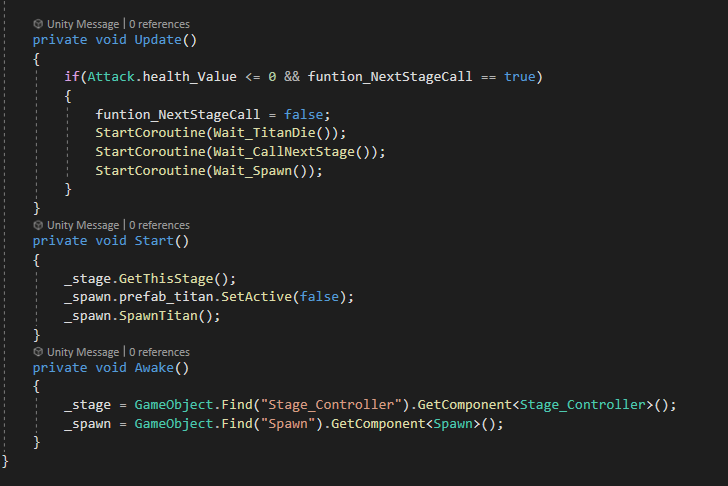 Unity Message | 0 references
private void Update()
{
if(Attack.health_Value <= 0 && funtion_NextStageCall == true)
{
funtion_NextStageCall = false;
StartCoroutine(Wait_TitanDie());
StartCoroutine(Wait_CallNextStage());
StartCoroutine(Wait_Spawn());
}
}
Unity Message | 0 references
private void Start()
{
_stage.GetThisStage();
_spawn.prefab_titan.SetActive(false);
_spawn.SpawnTitan();
}
Unity Message | 0 references
private void Awake()
{
_stage = GameObject.Find("Stage_Controller").GetComponent<Stage_Controller>();
_spawn = GameObject.Find("Spawn").GetComponent<Spawn>();
}
}